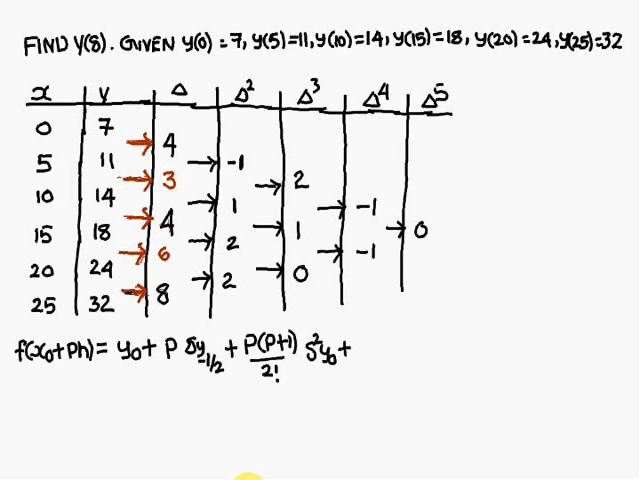 FIND Y(8). GUVEN Y(0) = 7, Y(5)=11, Y(10)=14, Y(15)=18, Y(20)=24, Y(25)=32
x y Δ Δ² Δ³ Δ⁴ Δ⁵
0 7
→ 4
5 11 → -1
→ 3 → 2
10 14 → 1 → -1
→ 4 → 1 → 0
15 18 → 2 → -1
→ 6 → 0
20 24 → 2
→ 8
25 32
f(x₀+Ph) = y₀ + P δy₋₁/₂ + P(P+1)/2! δ²y₀ +